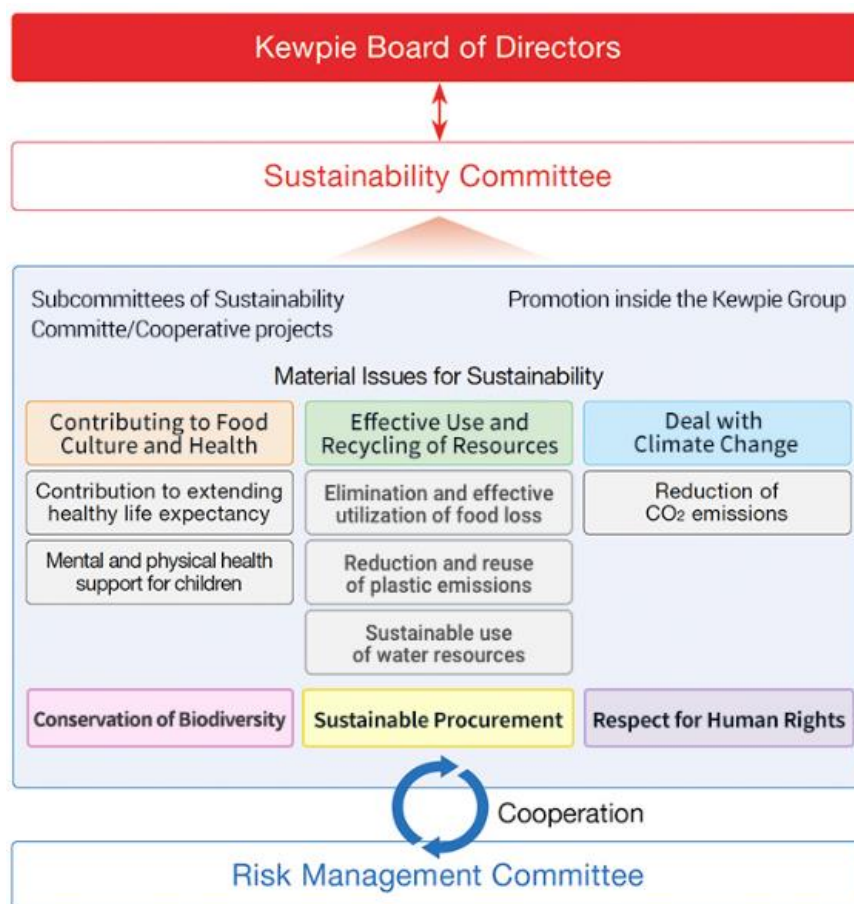 Kewpie Board of Directors
Sustainability Committee
Subcommittees of Sustainability
Committe/Cooperative projects
Promotion inside the Kewpie Group
Material Issues for Sustainability
Contributing to Food
Culture and Health
Contribution to extending
healthy life expectancy
Mental and physical health
support for children
Effective Use and
Recycling of Resources
Elimination and effective
utilization of food loss
Reduction and reuse
of plastic emissions
Sustainable use
of water resources
Deal with
Climate Change
Reduction of
CO₂ emissions
Conservation of Biodiversity
Sustainable Procurement
Respect for Human Rights
Cooperation
Risk Management Committee